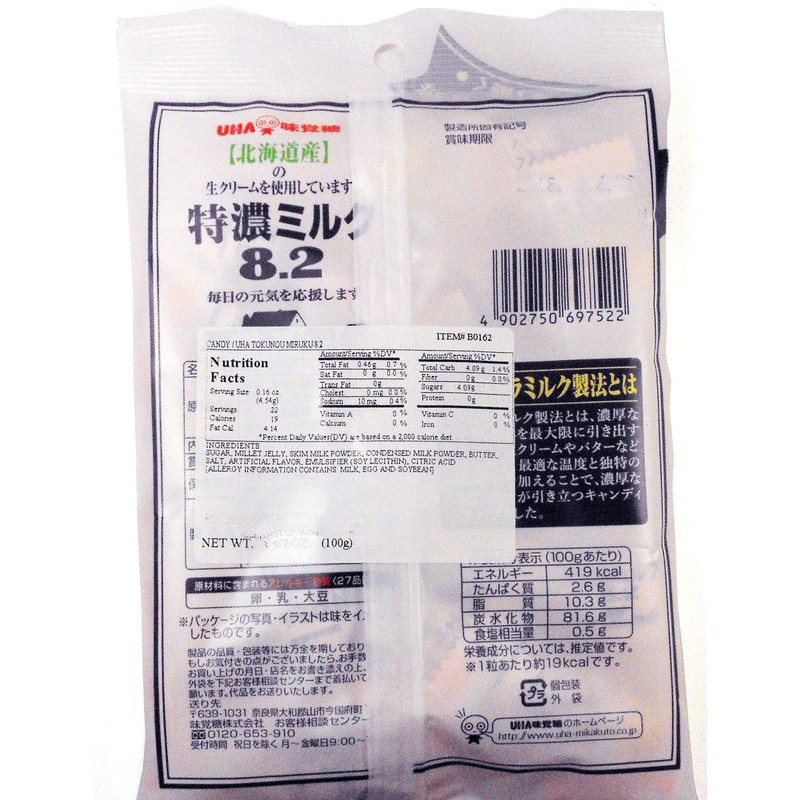 UHA 味覚糖
【北海道産】
の
生クリームを使用しています
特濃ミルク
8.2
毎日の元気を応援します
製造所固有記号
賞味期限
4 902750 697522
CANDY / UHA TOKUNOU MIRUKU 8.2
ITEM# B0162
Nutrition
Facts
Serving Size 0.16 oz
(4.54g)
Servings 22
Calories 19
Fat Cal 4.14
Amount/Serving %DV*
Total Fat 0.46g 0.7 %
Sat.Fat 0 g 0.0 %
Trans Fat 0g
Cholest 0 mg 0.0 %
Sodium 10 mg 0.4 %
Vitamin A 0 %
Calcium 0 %
Amount/Serving %DV*
Total Carb 4.09 g 1.4 %
Fiber 0g 0.0 %
Sugars 4.09g
Protein 0g
Vitamin C 0 %
Iron 0 %
*Percent Daily Values(DV) are based on a 2,000 calorie diet.
INGREDIENTS:
SUGAR, MILLET JELLY, SKIM MILK POWDER, CONDENSED MILK POWDER, BUTTER,
SALT, ARTIFICIAL FLAVOR, EMULSIFIER (SOY LECITHIN), CITRIC ACID
[ALLERGY INFORMATION CONTAINS: MILK, EGG AND SOYBEAN]
NET WT. (100g)
ラミルク製法とは
ルク製法とは、濃厚な
を最大限に引き出す
クリームやバターなど
最適な温度と独特の
加えることで、濃厚な
が引き立つキャンディ
した。
原材料に含まれるアレルギー物質(27品
卵・乳・大豆
※パッケージの写真・イラストは味をイ
したものです。
製品の品質・包装等には万全を期しており
もしお気付きの点がございましたら、お手数
お買い上げの月日・店名をお書き添えの上、
外袋を下記お客様相談センターまで着払いで
願います。代品をお送りいたします。
送り先
〒639-1031 奈良県大和郡山市今国府町
味覚糖株式会社 お客様相談センター
0120-653-910
受付時間 祝日を除く月〜金曜日9:00〜
表示(100gあたり)
エネルギー 419 kcal
たんぱく質 2.6 g
脂質 10.3 g
炭水化物 81.6 g
食塩相当量 0.5 g
栄養成分については、推定値です。
※1粒あたり約19kcalです。
プラ
個包装
外袋
UHA味覚糖のホームページ
http://www.uha-mikakuto.co.jp